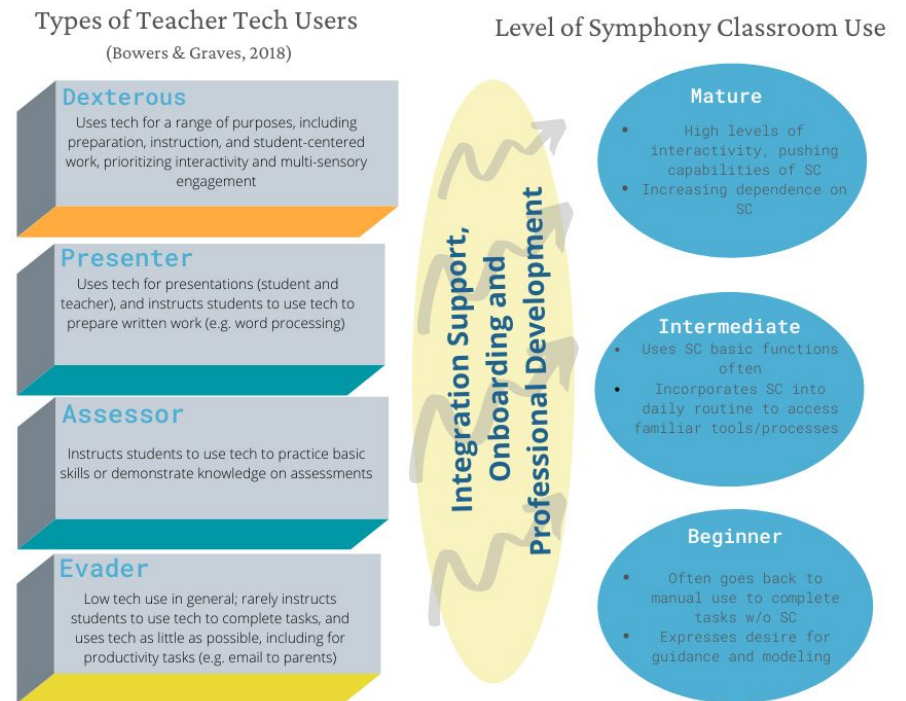 Types of Teacher Tech Users
(Bowers & Graves, 2018)
Dexterous
Uses tech for a range of purposes, including
preparation, instruction, and student-centered
work, prioritizing interactivity and multi-sensory
engagement
Presenter
Uses tech for presentations (student and
teacher), and instructs students to use tech to
prepare written work (e.g. word processing)
Assessor
Instructs students to use tech to practice basic
skills or demonstrate knowledge on assessments
Evader
Low tech use in general; rarely instructs
students to use tech to complete tasks, and
uses tech as little as possible, including for
productivity tasks (e.g. email to parents)
Integration Support,
Onboarding and
Professional Development
Level of Symphony Classroom Use
Mature
• High levels of
interactivity, pushing
capabilities of SC
• Increasing dependence on
SC
Intermediate
• Uses SC basic functions
often
• Incorporates SC into
daily routine to access
familiar tools/processes
Beginner
• Often goes back to
manual use to complete
tasks w/o SC
• Expresses desire for
guidance and modeling